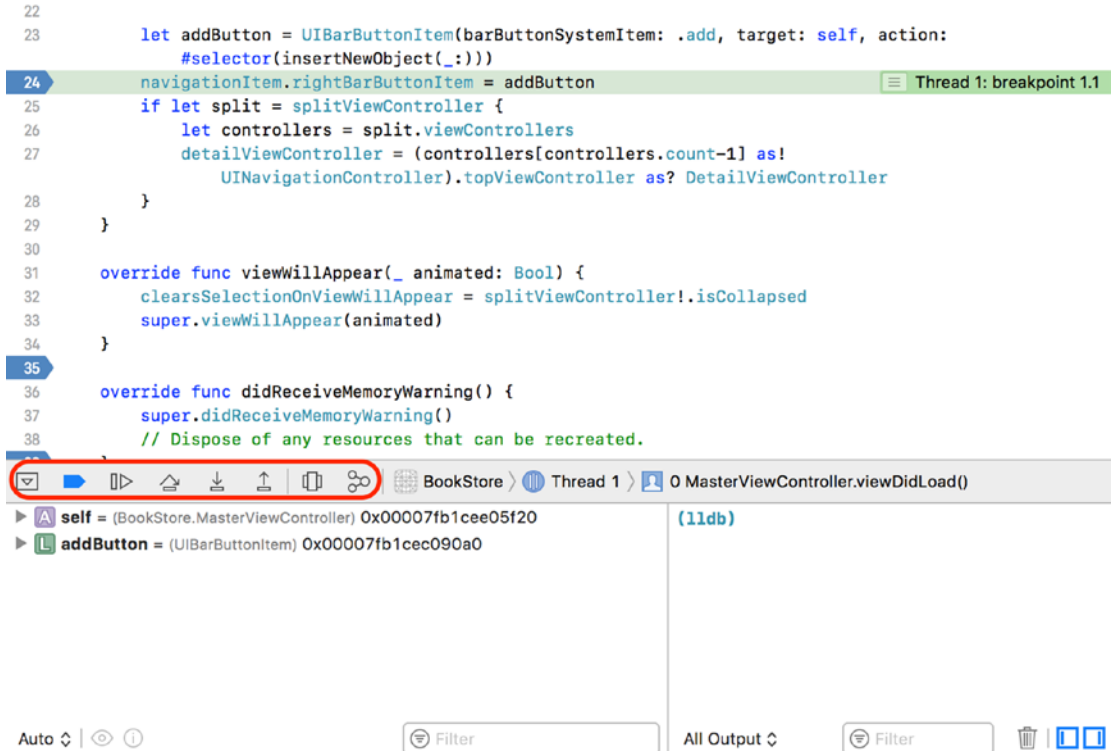 22
23 let addButton = UIBarButtonItem(barButtonSystemItem: .add, target: self, action:
#selector(insertNewObject(_:)))
24 navigationItem.rightBarButtonItem = addButton Thread 1: breakpoint 1.1
25 if let split = splitViewController {
26 let controllers = split.viewControllers
27 detailViewController = (controllers[controllers.count-1] as!
UINavigationController).topViewController as? DetailViewController
28 }
29 }
30
31 override func viewWillAppear(_ animated: Bool) {
32 clearsSelectionOnViewWillAppear = splitViewController!.isCollapsed
33 super.viewWillAppear(animated)
34 }
35
36 override func didReceiveMemoryWarning() {
37 super.didReceiveMemoryWarning()
38 // Dispose of any resources that can be recreated.
BookStore Thread 1 0 MasterViewController.viewDidLoad()
A self = (BookStore.MasterViewController) 0x00007fb1cee05f20
(lldb)
L addButton = (UIBarButtonItem) 0x00007fb1cec090a0
Auto Filter All Output Filter